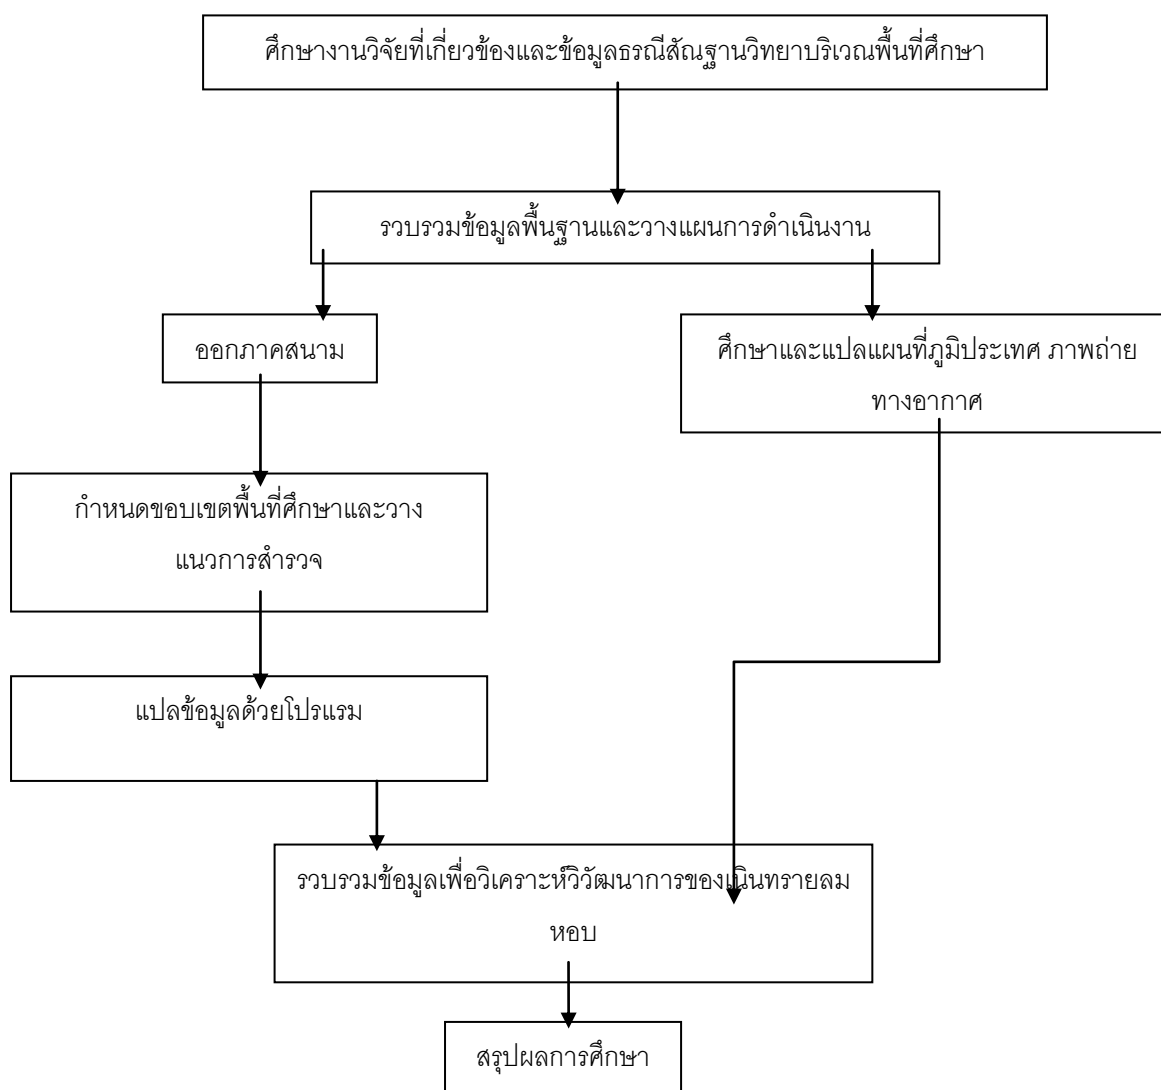 ศึกษางานวิจัยที่เกี่ยวข้องและข้อมูลธรณีสัณฐานวิทยาบริเวณพื้นที่ศึกษา
รวบรวมข้อมูลพื้นฐานและวางแผนการดำเนินงาน
ออกภาคสนาม
ศึกษาและแปลแผนที่ภูมิประเทศ ภาพถ่าย
ทางอากาศ
กำหนดขอบเขตพื้นที่ศึกษาและวาง
แนวการสำรวจ
แปลข้อมูลด้วยโปรแรม
รวบรวมข้อมูลเพื่อวิเคราะห์วิวัฒนาการของเนินทรายลม
หอบ
สรุปผลการศึกษา